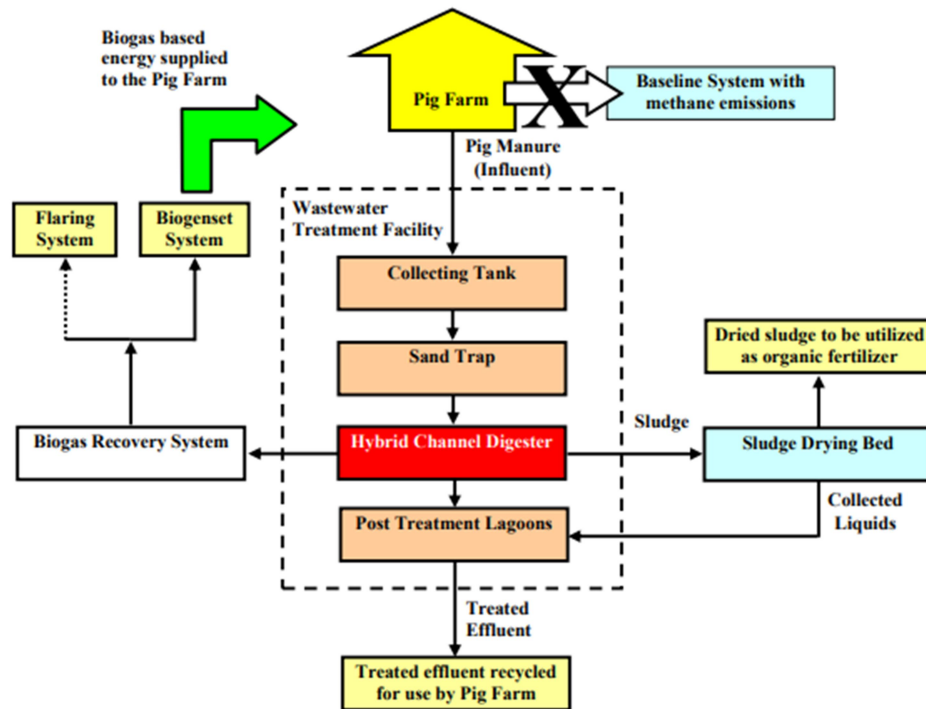 Biogas based
energy supplied
to the Pig Farm
Pig Farm
X
Baseline System with
methane emissions
Pig Manure
(Influent)
Flaring
System
Biogenset
System
Wastewater
Treatment Facility
Collecting Tank
Sand Trap
Dried sludge to be utilized
as organic fertilizer
Biogas Recovery System
Hybrid Channel Digester
Sludge
Sludge Drying Bed
Collected
Liquids
Post Treatment Lagoons
Treated
Effluent
Treated effluent recycled
for use by Pig Farm